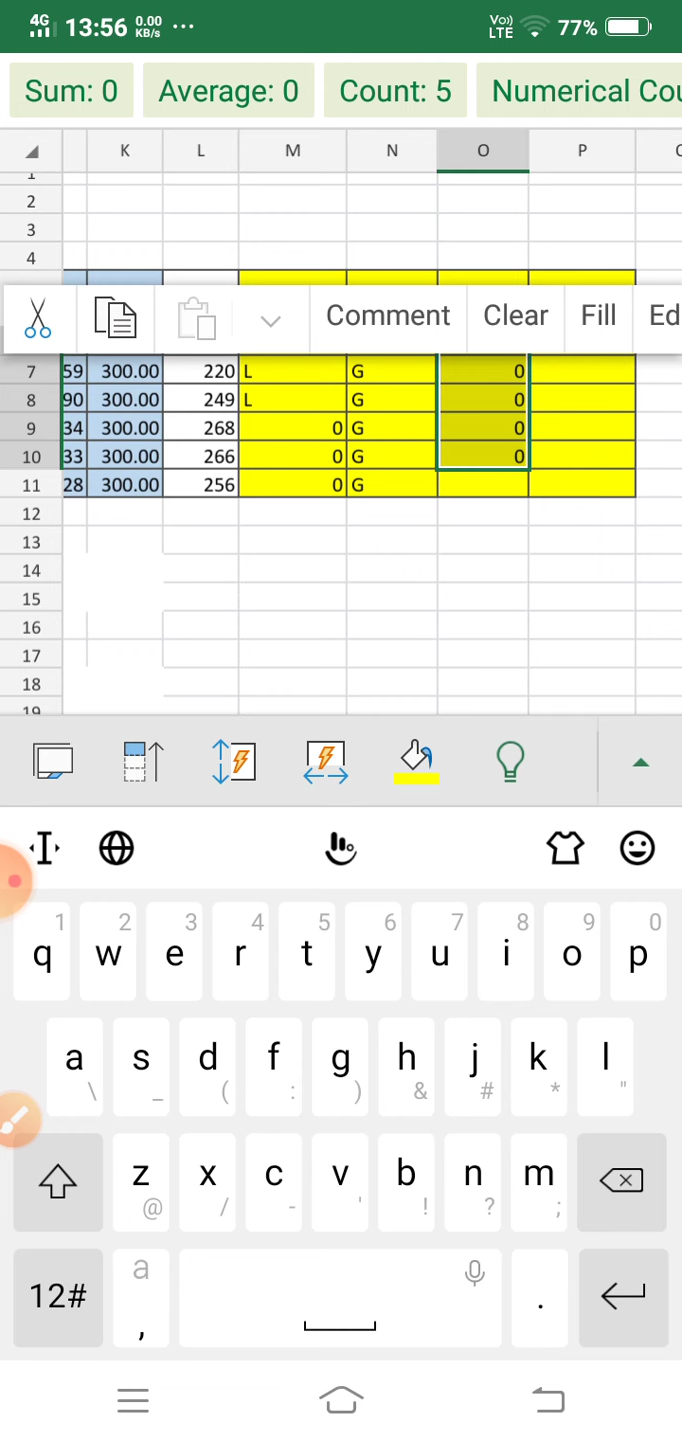 4G 13:56 0.00 KB/s ... Vo)) LTE 77%
Sum: 0 Average: 0 Count: 5 Numerical Cou
K L M N O P
1
2
3
4
Comment Clear Fill Ed
7 59 300.00 220 L G 0
8 90 300.00 249 L G 0
9 34 300.00 268 0 G 0
10 33 300.00 266 0 G 0
11 28 300.00 256 0 G
12
13
14
15
16
17
18
19
1 2 3 4 5 6 7 8 9 0
q w e r t y u i o p
a s d f g h j k l
\ _ ( : ) & # * "
z x c v b n m
@ / - ' ! ? ;
12# a , .